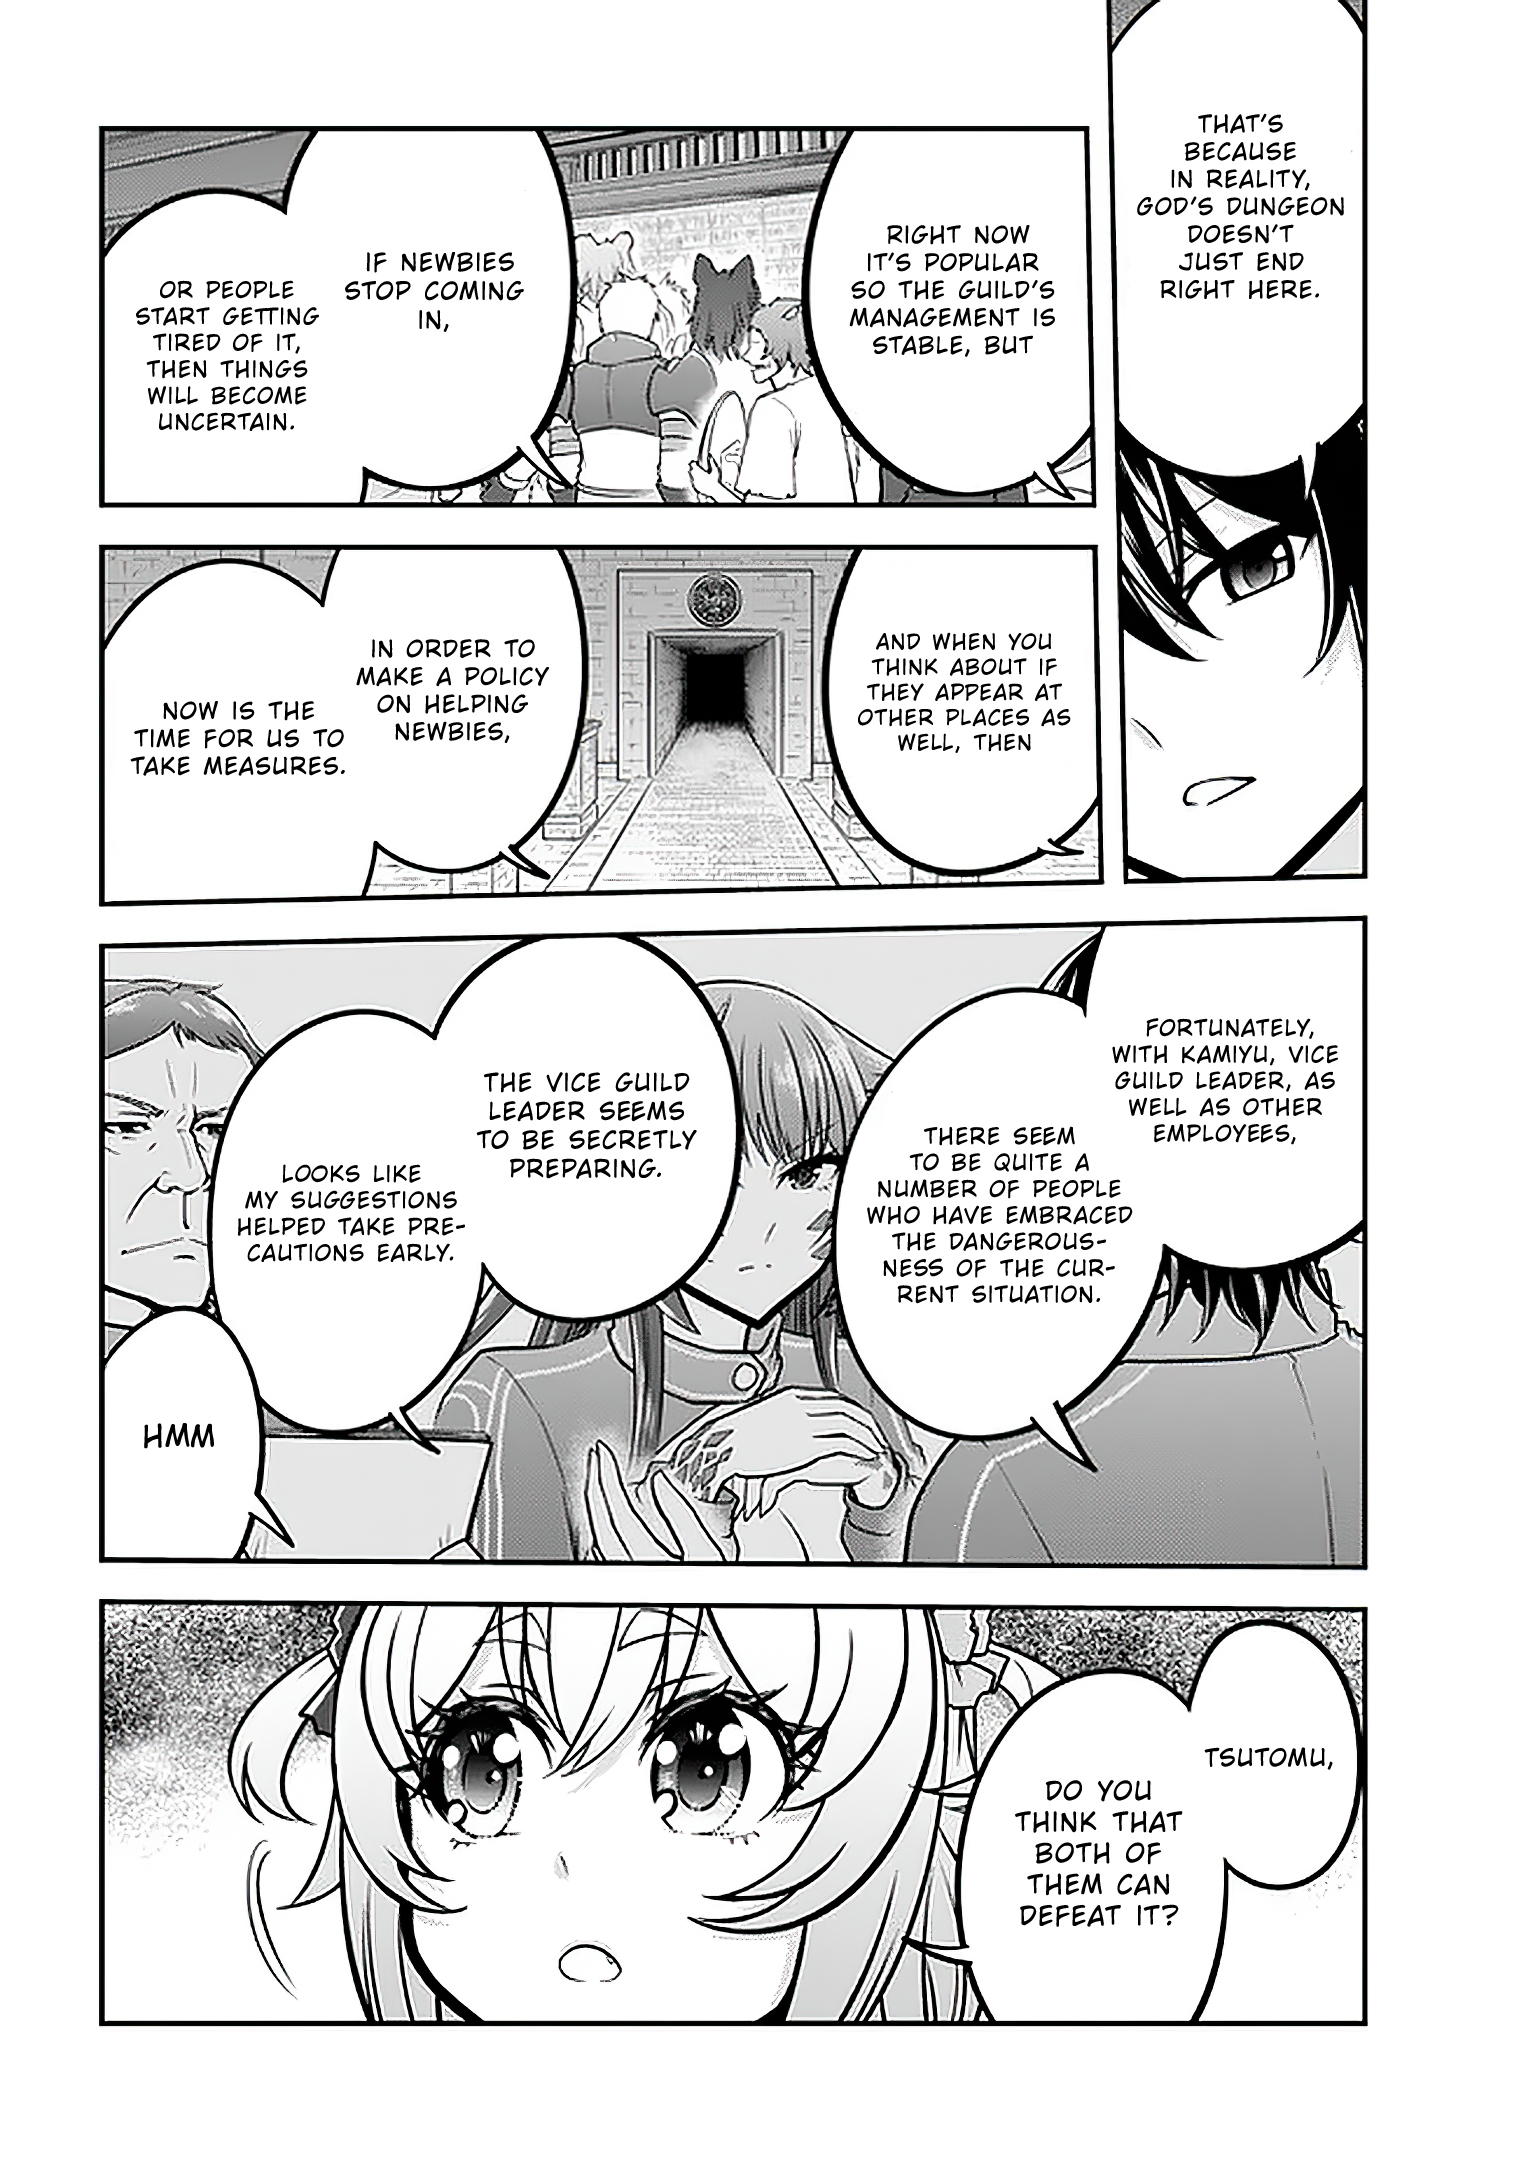 THAT'S
BECAUSE
IN REALITY,
GOD'S DUNGEON
DOESN'T
JUST END
RIGHT HERE.
RIGHT NOW
IT'S POPULAR
SO THE GUILD'S
MANAGEMENT IS
STABLE, BUT
IF NEWBIES
STOP COMING
IN,
OR PEOPLE
START GETTING
TIRED OF IT,
THEN THINGS
WILL BECOME
UNCERTAIN.
AND WHEN YOU
THINK ABOUT IF
THEY APPEAR AT
OTHER PLACES AS
WELL, THEN
IN ORDER TO
MAKE A POLICY
ON HELPING
NEWBIES,
NOW IS THE
TIME FOR US TO
TAKE MEASURES.
FORTUNATELY,
WITH KAMIYU, VICE
GUILD LEADER, AS
WELL AS OTHER
EMPLOYEES,
THERE SEEM
TO BE QUITE A
NUMBER OF PEOPLE
WHO HAVE EMBRACED
THE DANGEROUS-
NESS OF THE CUR-
RENT SITUATION.
THE VICE GUILD
LEADER SEEMS
TO BE SECRETLY
PREPARING.
LOOKS LIKE
MY SUGGESTIONS
HELPED TAKE PRE-
CAUTIONS EARLY.
HMM
TSUTOMU,
DO YOU
THINK THAT
BOTH OF
THEM CAN
DEFEAT IT?